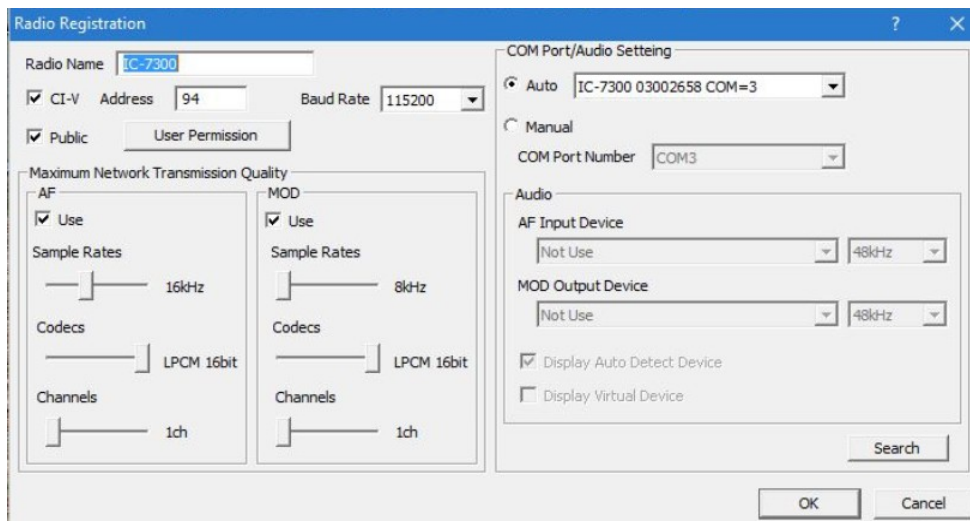 Radio Registration ? ×
Radio Name IC-7300
CI-V Address 94 Baud Rate 115200
Public User Permission
Maximum Network Transmission Quality
AF
Use
Sample Rates
16kHz
Codecs
LPCM 16bit
Channels
1ch
MOD
Use
Sample Rates
8kHz
Codecs
LPCM 16bit
Channels
1ch
COM Port/Audio Setteing
Auto IC-7300 03002658 COM=3
Manual
COM Port Number COM3
Audio
AF Input Device
Not Use 48kHz
MOD Output Device
Not Use 48kHz
Display Auto Detect Device
Display Virtual Device
Search
OK Cancel